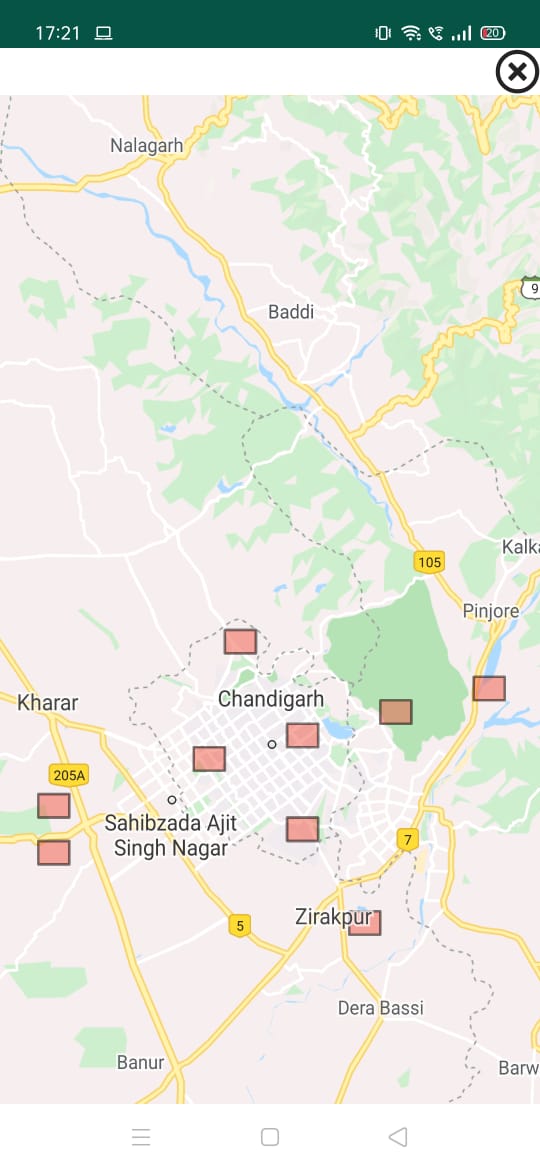 17:21
20
Nalagarh
9
Baddi
105
Kalka
Pinjore
Chandigarh
Kharar
205A
Sahibzada Ajit
Singh Nagar
7
5
Zirakpur
Dera Bassi
Banur
Barw